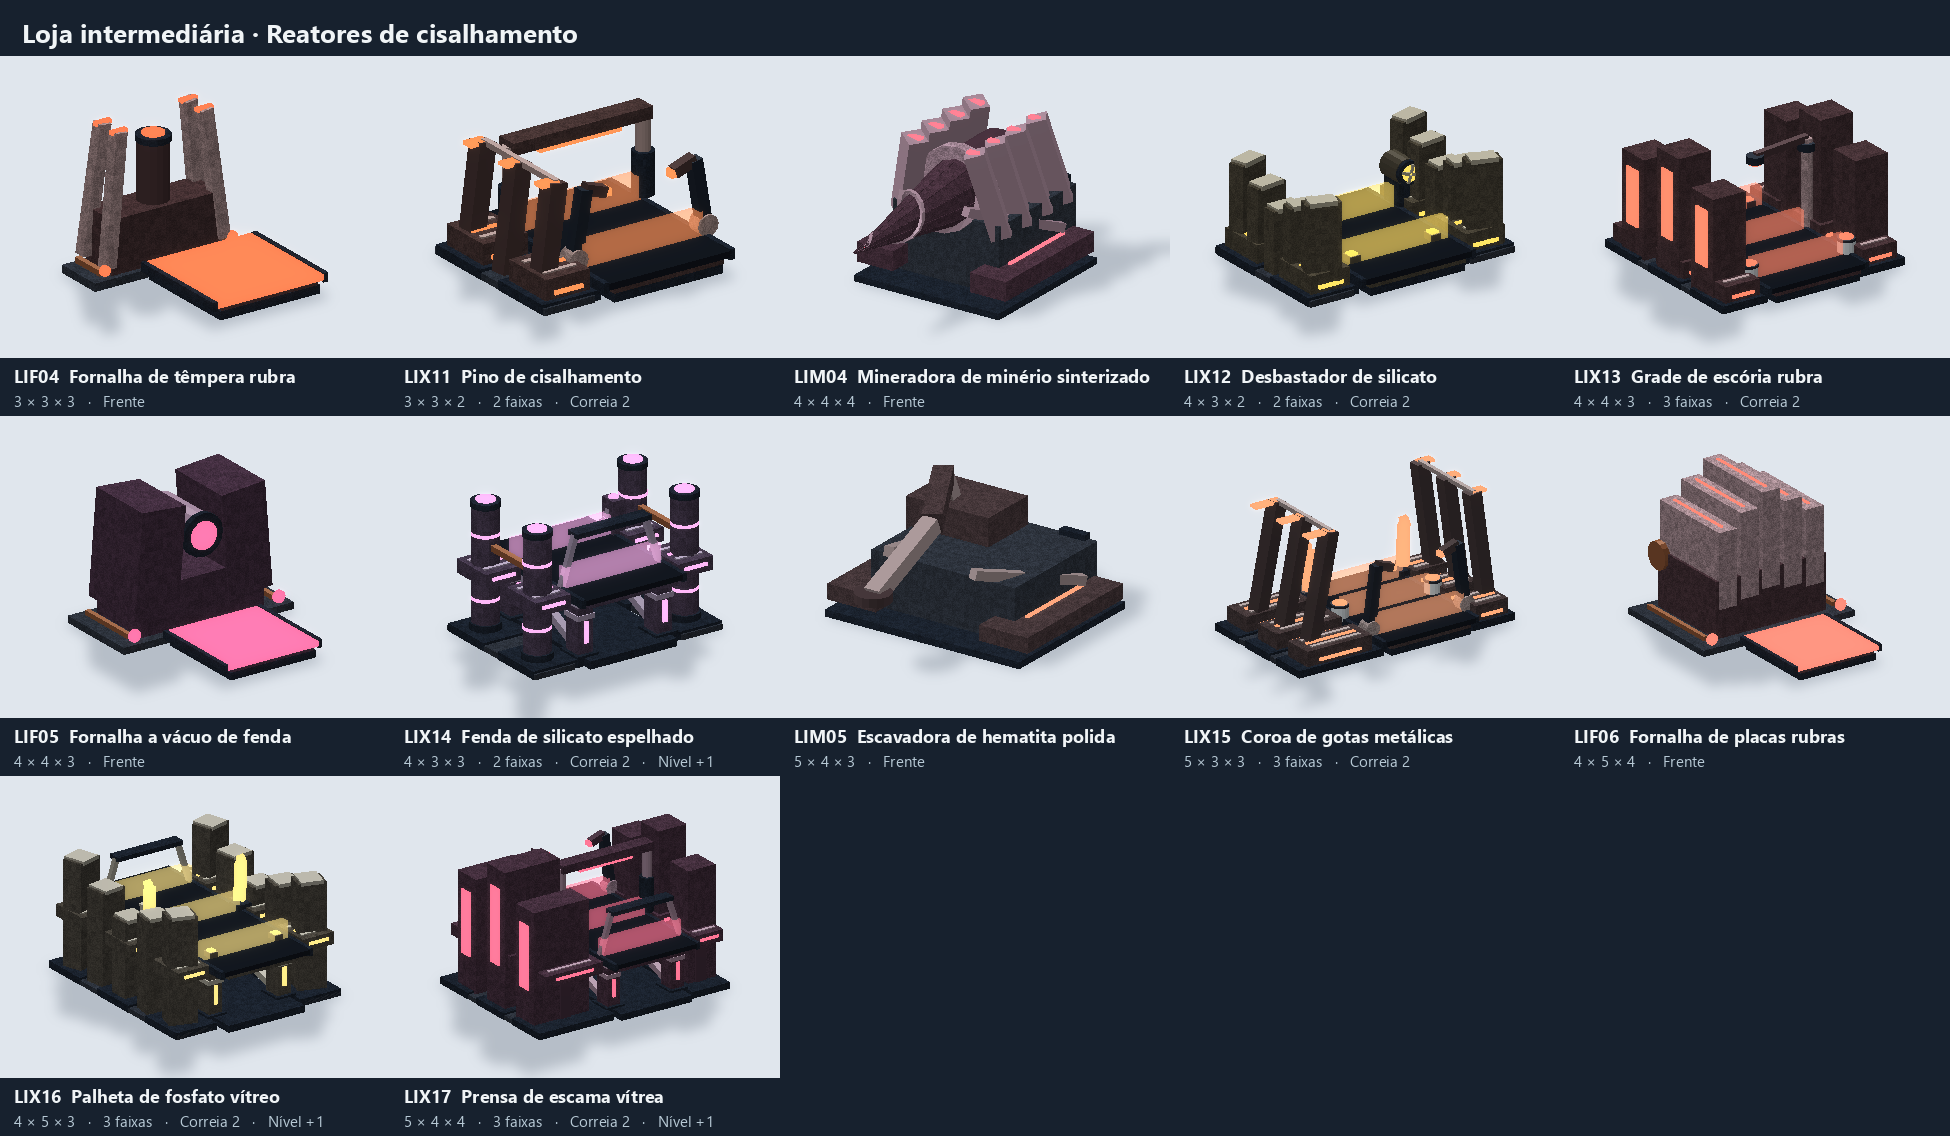 Loja intermediária · Reatores de cisalhamento
LIF04 Fornalha de têmpera rubra
3 × 3 × 3 · Frente
LIX11 Pino de cisalhamento
3 × 3 × 2 · 2 faixas · Correia 2
LIM04 Mineradora de minério sinterizado
4 × 4 × 4 · Frente
LIX12 Desbastador de silicato
4 × 3 × 2 · 2 faixas · Correia 2
LIX13 Grade de escória rubra
4 × 4 × 3 · 3 faixas · Correia 2
LIF05 Fornalha a vácuo de fenda
4 × 4 × 3 · Frente
LIX14 Fenda de silicato espelhado
4 × 3 × 3 · 2 faixas · Correia 2 · Nível +1
LIM05 Escavadora de hematita polida
5 × 4 × 3 · Frente
LIX15 Coroa de gotas metálicas
5 × 3 × 3 · 3 faixas · Correia 2
LIF06 Fornalha de placas rubras
4 × 5 × 4 · Frente
LIX16 Palheta de fosfato vítreo
4 × 5 × 3 · 3 faixas · Correia 2 · Nível +1
LIX17 Prensa de escama vítrea
5 × 4 × 4 · 3 faixas · Correia 2 · Nível +1